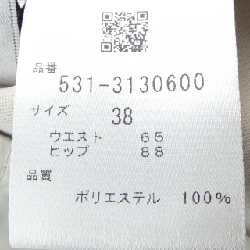 品番
531-3130600
サイズ
38
ウエスト 65
ヒップ 88
品質
ポリエステル 100%